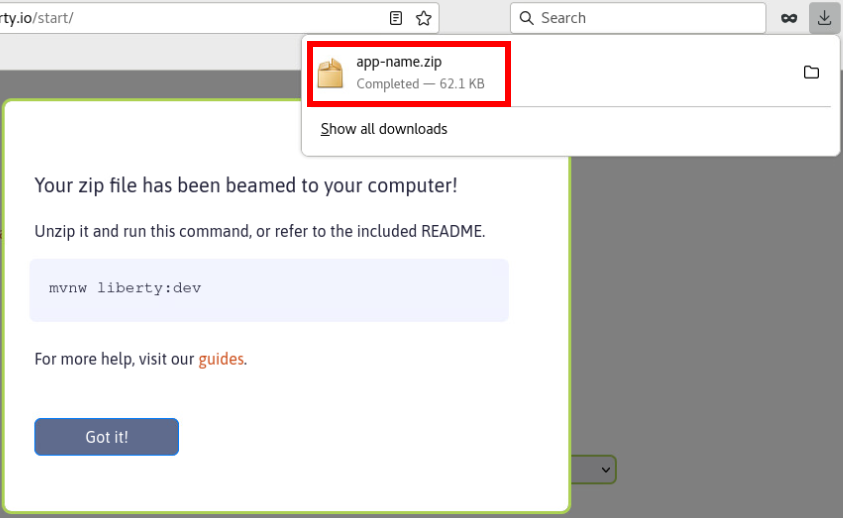 rty.io/start/
Search
app-name.zip
Completed — 62.1 KB
Show all downloads
Your zip file has been beamed to your computer!
Unzip it and run this command, or refer to the included README.
mvnw liberty:dev
For more help, visit our guides.
Got it!